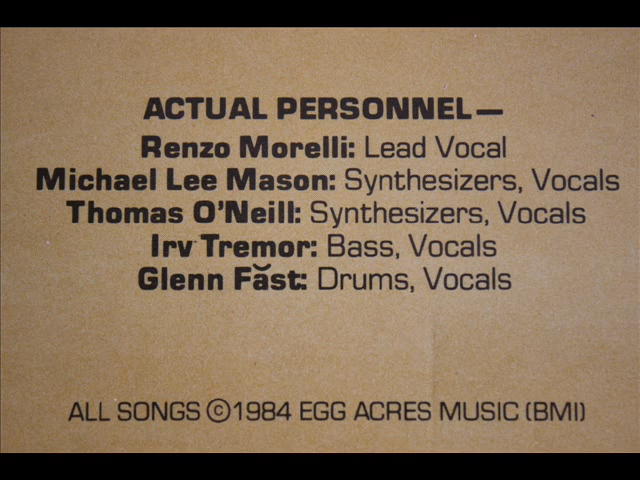 ACTUAL PERSONNEL—
Renzo Morelli: Lead Vocal
Michael Lee Mason: Synthesizers, Vocals
Thomas O'Neill: Synthesizers, Vocals
Irv Tremor: Bass, Vocals
Glenn Făst: Drums, Vocals
ALL SONGS ©1984 EGG ACRES MUSIC (BMI)